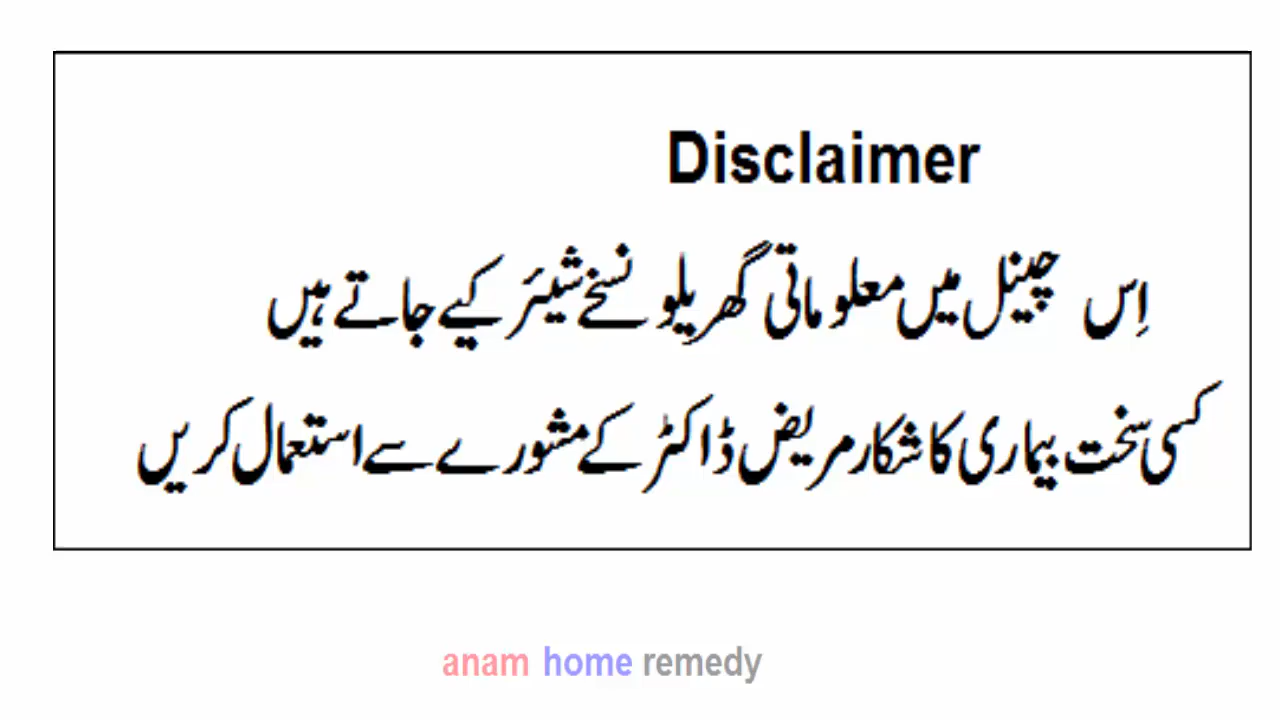 Disclaimer
اِس چینل میں معلوماتی گھریلو نسخے شیئر کیے جاتے ہیں
کسی سخت بیماری کا شکار مریض ڈاکٹر کے مشورے سے استعمال کریں
anam home remedy